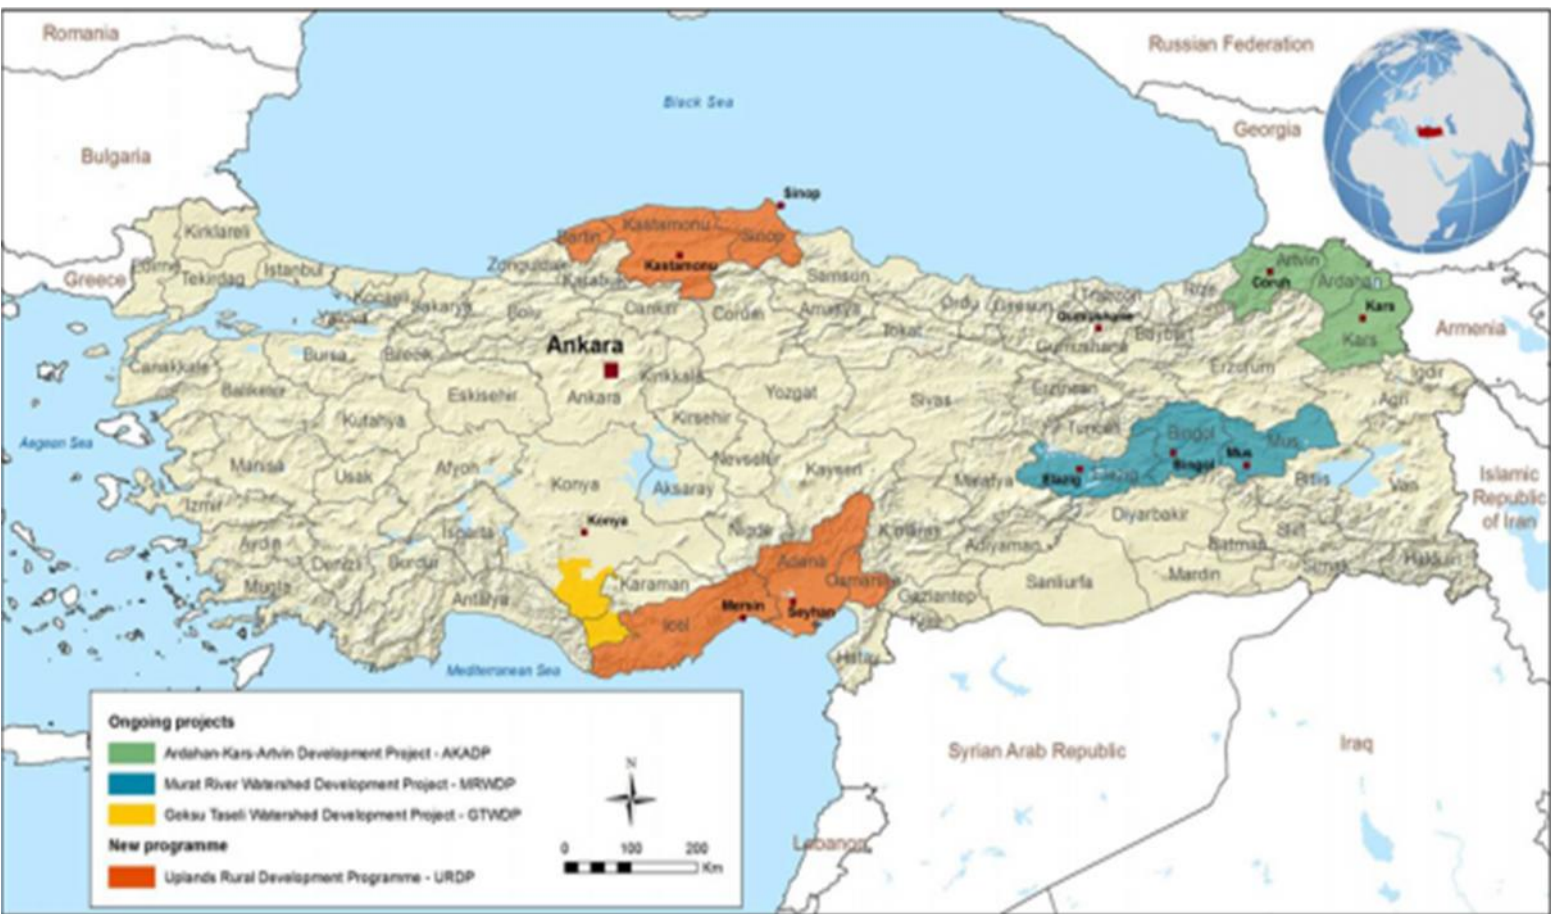 Romania
Russian Federation
Black Sea
Georgia
Bulgaria
Sinop
Kirklareli
Kastamonu
Bartin
Sinop
Artvin
Greece
Edirne
Tekirdag
Istanbul
Zonguldak
Kastamonu
Karabuk
Samsun
Coruh
Ardahan
Kocaeli
Sakarya
Yalova
Bolu
Cankiri
Corum
Amasya
Ordu
Giresun
Trabzon
Rize
Kars
Gumushane
Tokat
Bayburt
Armenia
Canakkale
Bursa
Bilecik
Ankara
Gumushane
Kars
Balikesir
Eskisehir
Ankara
Kirikkale
Yozgat
Sivas
Erzincan
Erzurum
Igdir
Agri
Kutahya
Kirsehir
Tunceli
Bingol
Mus
Aegean Sea
Manisa
Usak
Afyon
Konya
Aksaray
Nevsehir
Kayseri
Malatya
Elazig
Elazig
Bingol
Mus
Bitlis
Van
Islamic
Republic
of Iran
Izmir
Konya
Isparta
Nigde
K.maras
Diyarbakir
Siirt
Aydin
Denizli
Burdur
Adana
Adiyaman
Batman
Sirnak
Hakkari
Mugla
Antalya
Karaman
Osmaniye
Gaziantep
Sanliurfa
Mardin
Mersin
Seyhan
Icel
Kilis
Hatay
Mediterranean Sea
Syrian Arab Republic
Iraq
Lebanon
Ongoing projects
Ardahan-Kars-Artvin Development Project - AKADP
Murat River Watershed Development Project - MRWDP
Goksu Taseli Watershed Development Project - GTWDP
New programme
Uplands Rural Development Programme - URDP
N
0 100 200
Km